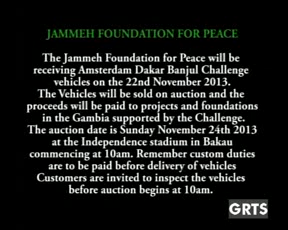 JAMMEH FOUNDATION FOR PEACE
The Jammeh Foundation for Peace will be
receiving Amsterdam Dakar Banjul Challenge
vehicles on the 22nd November 2013.
The Vehicles will be sold on auction and the
proceeds will be paid to projects and foundations
in the Gambia supported by the Challenge.
The auction date is Sunday November 24th 2013
at the Independence stadium in Bakau
commencing at 10am. Remember custom duties
are to be paid before delivery of vehicles
Customers are invited to inspect the vehicles
before auction begins at 10am.
GRTS